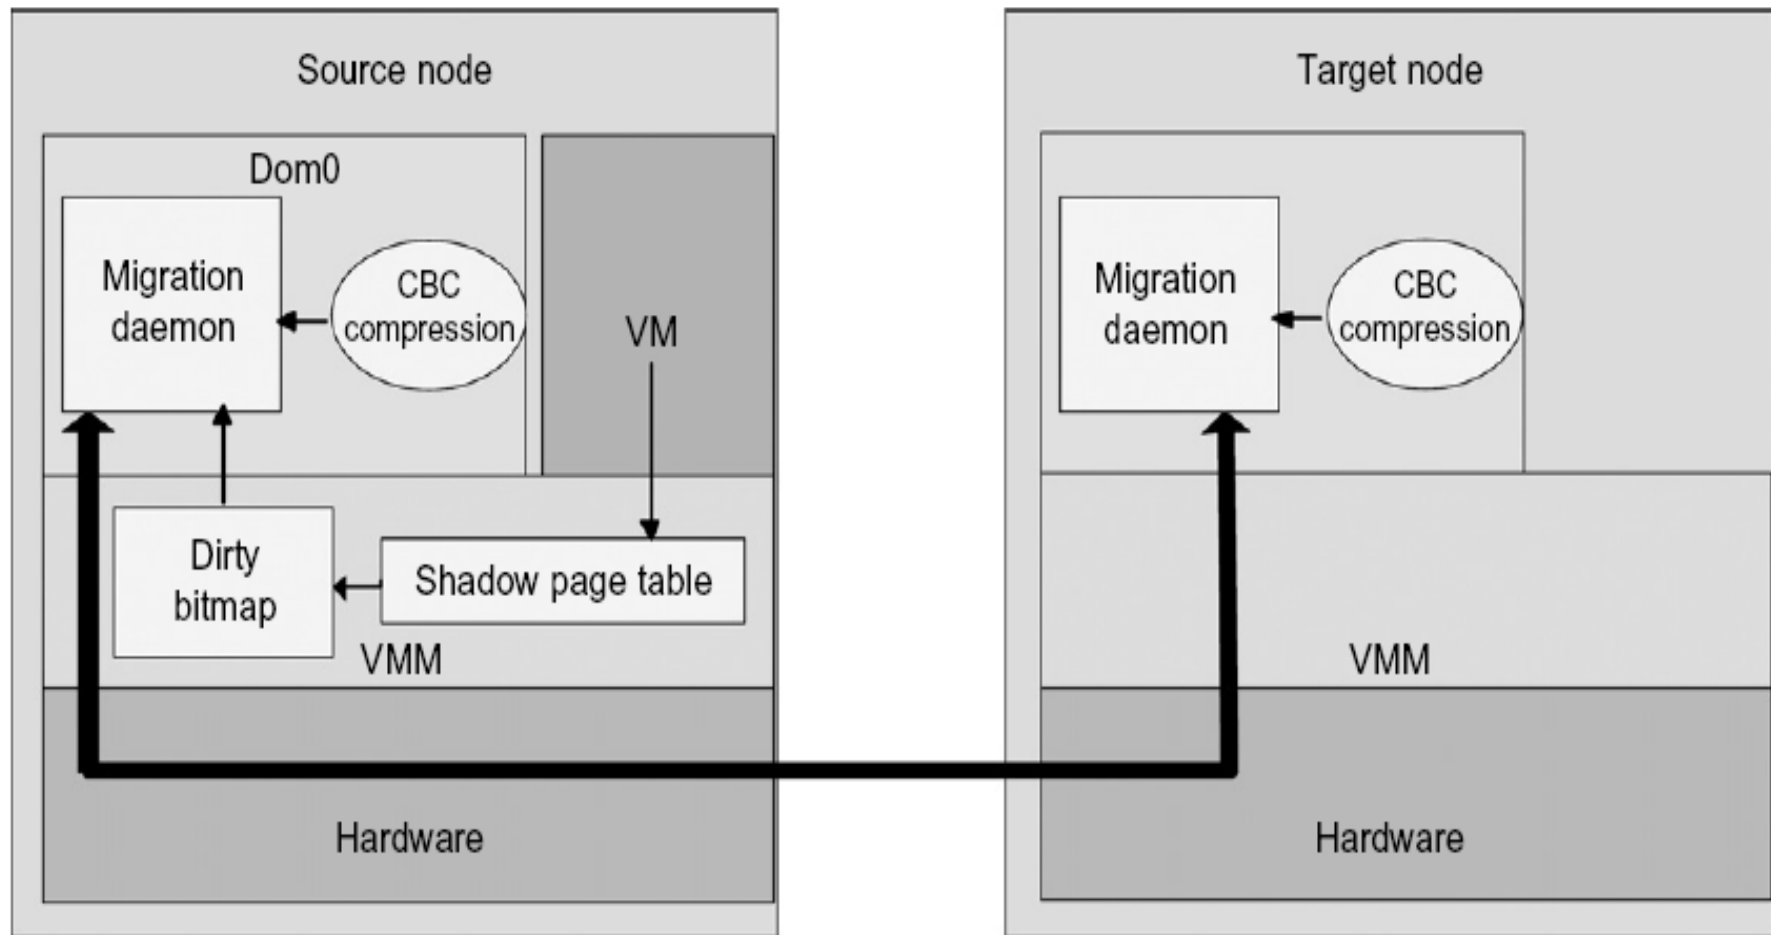 Source node
Dom0
Migration
daemon
CBC
compression
VM
Dirty
bitmap
Shadow page table
VMM
Hardware
Target node
Migration
daemon
CBC
compression
VMM
Hardware